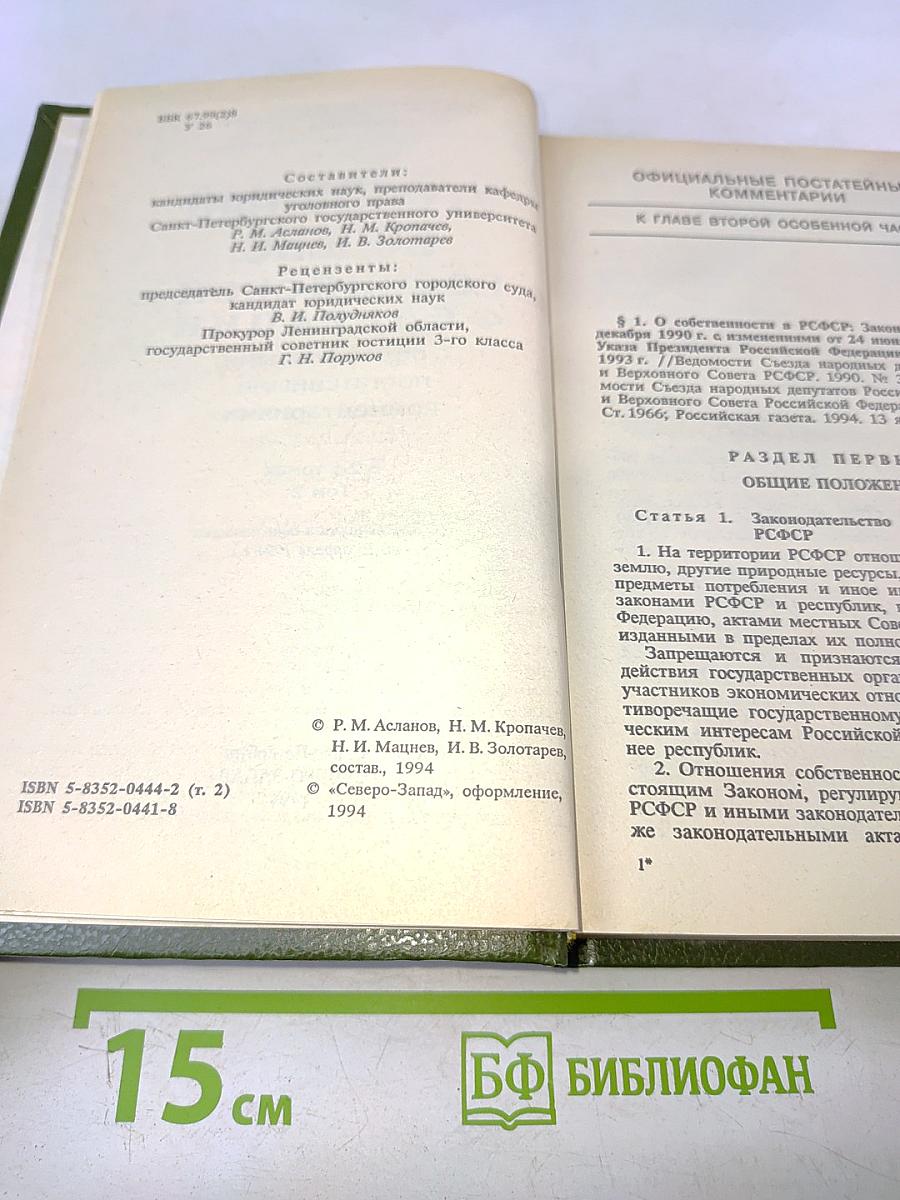 ББК 67.99(2)8
У 26
Составители:
кандидаты юридических наук, преподаватели кафедры
уголовного права
Санкт-Петербургского государственного университета
Р. М. Асланов, Н. М. Кропачев,
Н. И. Мацнев, И. В. Золотарев
Рецензенты:
председатель Санкт-Петербургского городского суда,
кандидат юридических наук
В. И. Полудняков
Прокурор Ленинградской области,
государственный советник юстиции 3-го класса
Г. Н. Поруков
© Р. М. Асланов, Н. М. Кропачев,
Н. И. Мацнев, И. В. Золотарев,
состав., 1994
ISBN 5-8352-0444-2 (т. 2)
ISBN 5-8352-0441-8
© «Северо-Запад», оформление,
1994
ОФИЦИАЛЬНЫЕ ПОСТАТЕЙНЫ
КОММЕНТАРИИ
К ГЛАВЕ ВТОРОЙ ОСОБЕННОЙ ЧАС
§ 1. О собственности в РСФСР: Закон
декабря 1990 г. с изменениями от 24 июн
Указа Президента Российской Федерации
1993 г. //Ведомости Съезда народных д
и Верховного Совета РСФСР. 1990. № 3
мости Съезда народных депутатов Росси
и Верховного Совета Российской Федера
Ст. 1966; Российская газета. 1994. 13 я
РАЗДЕЛ ПЕРВЫ
ОБЩИЕ ПОЛОЖЕН
Статья 1. Законодательство
РСФСР
1. На территории РСФСР отнош
землю, другие природные ресурсы,
предметы потребления и иное им
законами РСФСР и республик,
Федерацию, актами местных Сове
изданными в пределах их полно
Запрещаются и признаются
действия государственных орга
участников экономических отно
тиворечащие государственному
ческим интересам Российской
нее республик.
2. Отношения собственнос
стоящим Законом, регулирую
РСФСР и иными законодател
же законодательными акта
1*
15 см
БФ БИБЛИОФАН